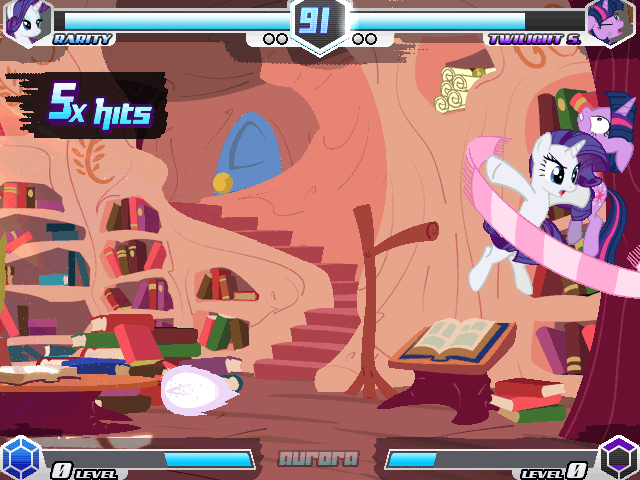 91
RARITY
TWILIGHT S.
5x hits
0 LEVEL
aurora
LEVEL 0